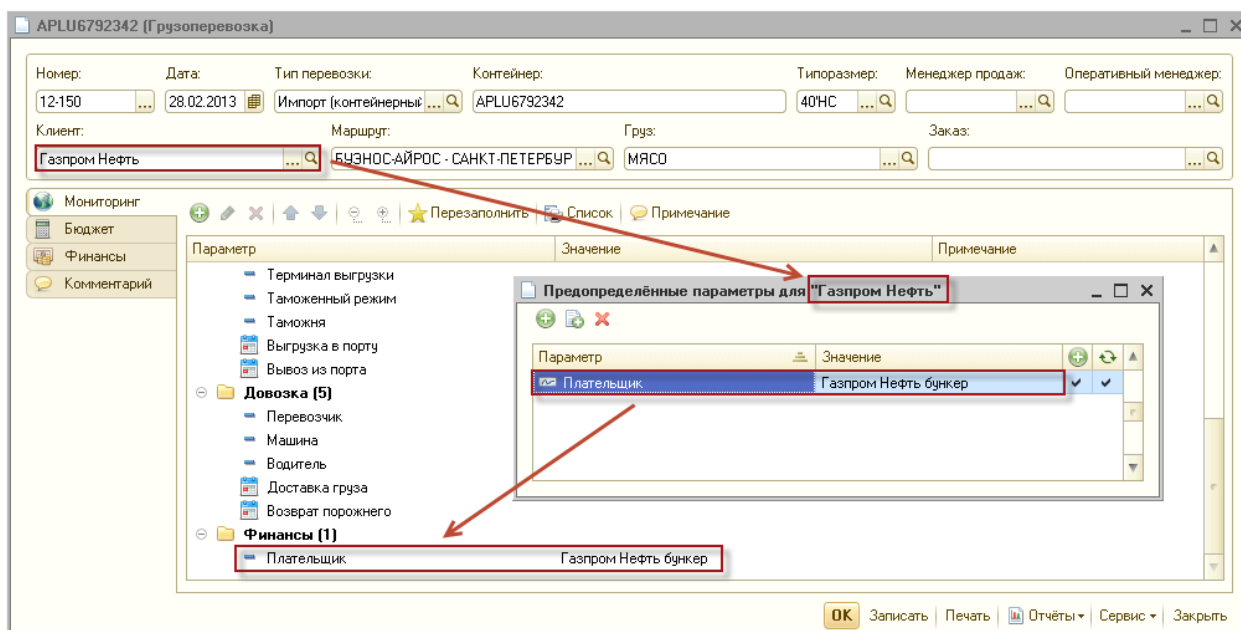 APLU6792342 (Грузоперевозка)
Номер: Дата: Тип перевозки: Контейнер: Типоразмер: Менеджер продаж: Оперативный менеджер:
12-150 ... 28.02.2013 Импорт (контейнерный ... APLU6792342 40'HC ... ... ...
Клиент: Маршрут: Груз: Заказ:
Газпром Нефть ... БУЭНОС-АЙРОС - САНКТ-ПЕТЕРБУР ... МЯСО ... ...
Мониторинг
Бюджет
Финансы
Комментарий
Перезаполнить Список Примечание
Параметр Значение Примечание
Терминал выгрузки
Таможенный режим
Таможня
Выгрузка в порту
Вывоз из порта
Довозка (5)
Перевозчик
Машина
Водитель
Доставка груза
Возврат порожнего
Финансы (1)
Плательщик Газпром Нефть бункер
Предопределённые параметры для "Газпром Нефть"
Параметр Значение
Плательщик Газпром Нефть бункер
OK Записать Печать Отчёты Сервис Закрыть